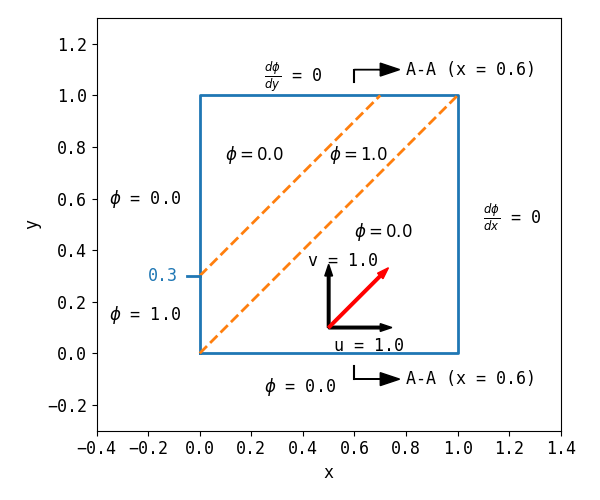 1.2
dϕ/dy = 0
A-A (x = 0.6)
1.0
0.8
ϕ = 0.0
ϕ = 1.0
ϕ = 0.0
0.6
dϕ/dx = 0
y
ϕ = 0.0
0.4
v = 1.0
0.3
0.2
ϕ = 1.0
u = 1.0
0.0
A-A (x = 0.6)
ϕ = 0.0
−0.2
−0.4 −0.2 0.0 0.2 0.4 0.6 0.8 1.0 1.2 1.4
x